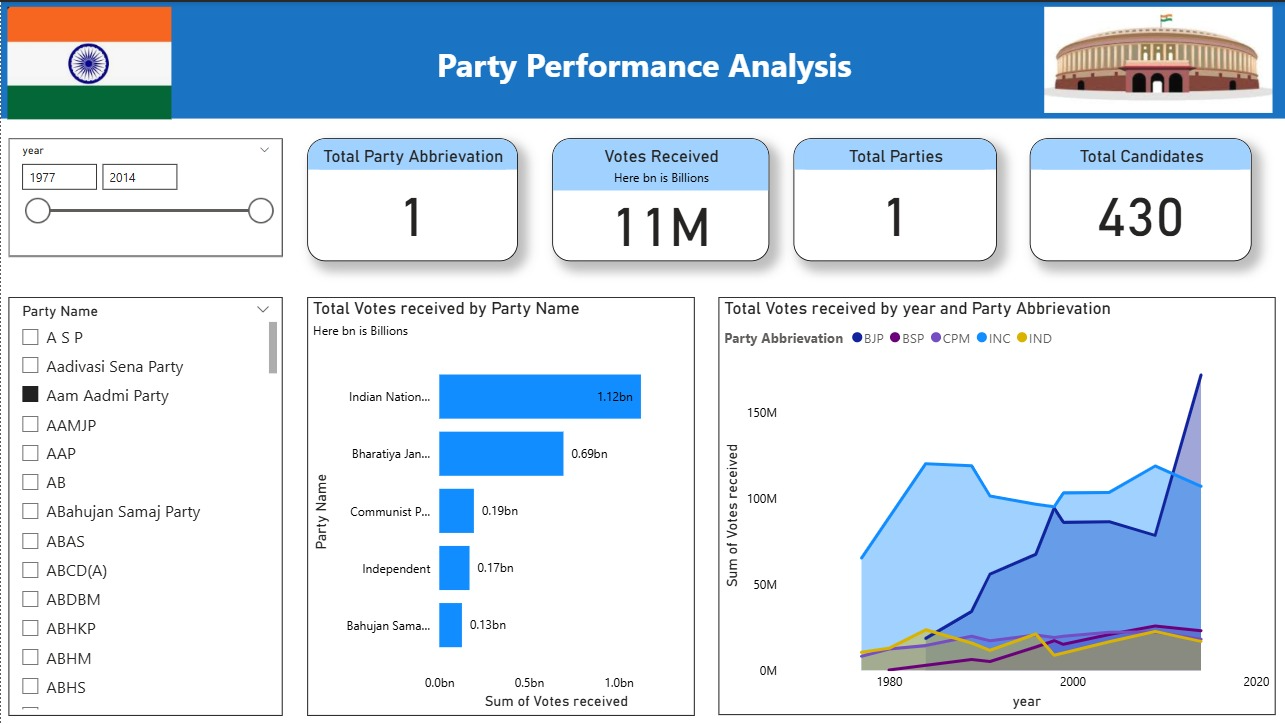 Party Performance Analysis
year
1977 2014
Total Party Abbrievation
1
Votes Received
Here bn is Billions
11M
Total Parties
1
Total Candidates
430
Party Name
A S P
Aadivasi Sena Party
Aam Aadmi Party
AAMJP
AAP
AB
ABahujan Samaj Party
ABAS
ABCD(A)
ABDBM
ABHKP
ABHM
ABHS
Total Votes received by Party Name
Here bn is Billions
Party Name
Indian Nation... 1.12bn
Bharatiya Jan... 0.69bn
Communist P... 0.19bn
Independent 0.17bn
Bahujan Sama... 0.13bn
0.0bn 0.5bn 1.0bn
Sum of Votes received
Total Votes received by year and Party Abbrievation
Party Abbrievation BJP BSP CPM INC IND
Sum of Votes received
150M
100M
50M
0M
1980 2000 2020
year